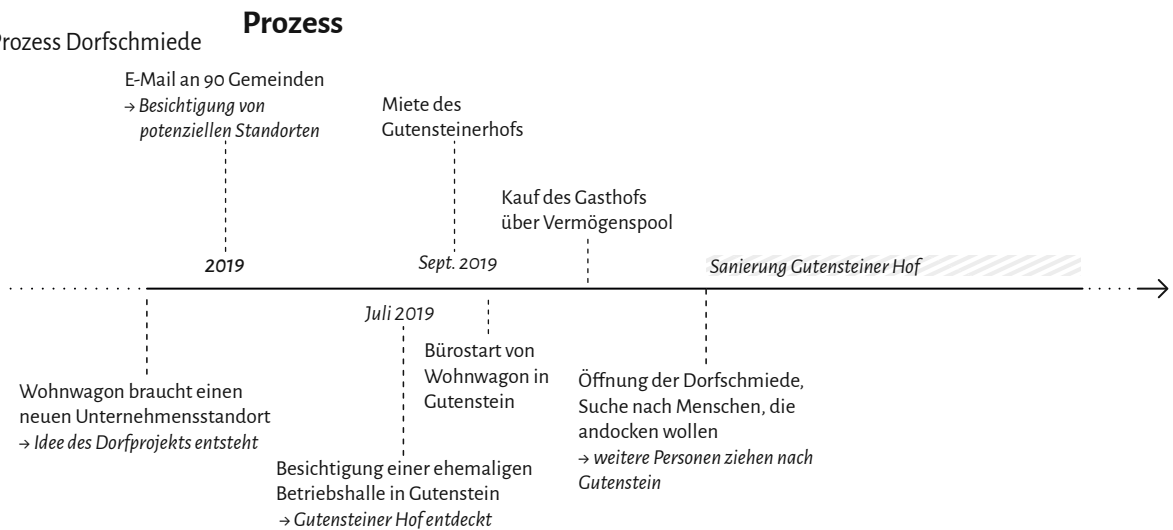 Prozess
Prozess Dorfschmiede
E-Mail an 90 Gemeinden
→ Besichtigung von
potenziellen Standorten
Miete des
Gutensteinerhofs
Kauf des Gasthofs
über Vermögenspool
2019
Sept. 2019
Sanierung Gutensteiner Hof
Juli 2019
Wohnwagon braucht einen
neuen Unternehmensstandort
→ Idee des Dorfprojekts entsteht
Besichtigung einer ehemaligen
Betriebshalle in Gutenstein
→ Gutensteiner Hof entdeckt
Bürostart von
Wohnwagon in
Gutenstein
Öffnung der Dorfschmiede,
Suche nach Menschen, die
andocken wollen
→ weitere Personen ziehen nach
Gutenstein